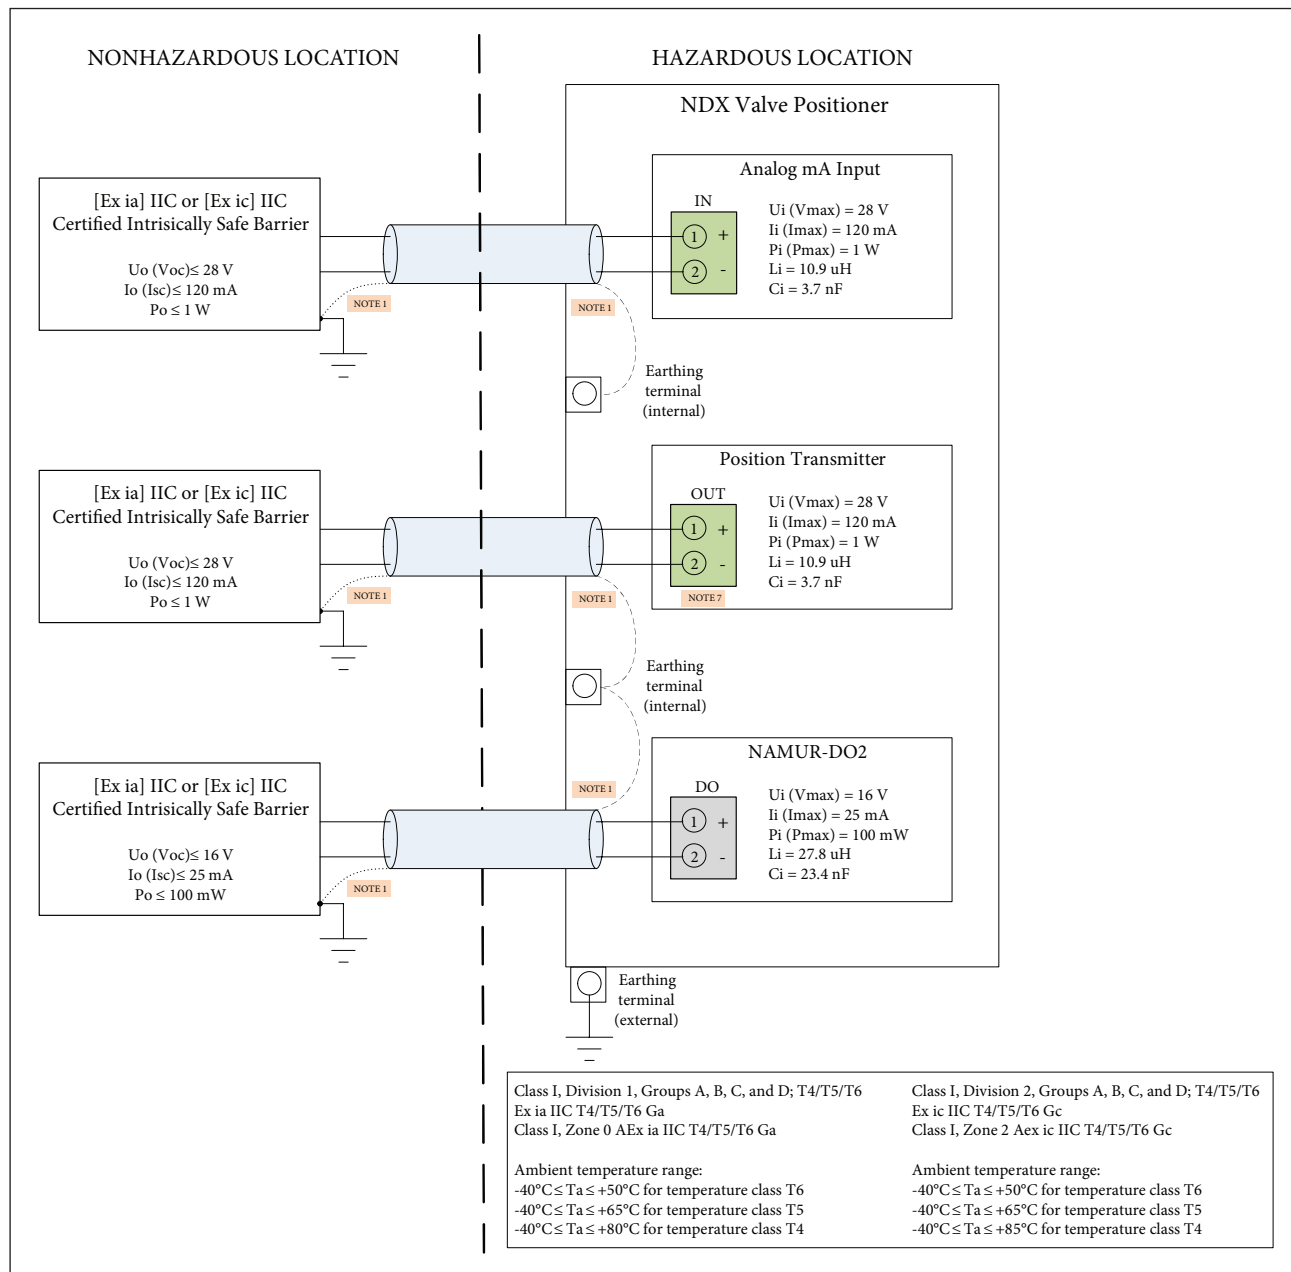 NONHAZARDOUS LOCATION
HAZARDOUS LOCATION
NDX Valve Positioner
[Ex ia] IIC or [Ex ic] IIC
Certified Intrisically Safe Barrier
Uo (Voc)≤ 28 V
Io (Isc)≤ 120 mA
Po ≤ 1 W
NOTE 1
NOTE 1
Analog mA Input
IN
1 +
2 -
Ui (Vmax) = 28 V
Ii (Imax) = 120 mA
Pi (Pmax) = 1 W
Li = 10.9 uH
Ci = 3.7 nF
Earthing
terminal
(internal)
[Ex ia] IIC or [Ex ic] IIC
Certified Intrisically Safe Barrier
Uo (Voc)≤ 28 V
Io (Isc)≤ 120 mA
Po ≤ 1 W
NOTE 1
NOTE 1
Position Transmitter
OUT
1 +
2 -
NOTE 7
Ui (Vmax) = 28 V
Ii (Imax) = 120 mA
Pi (Pmax) = 1 W
Li = 10.9 uH
Ci = 3.7 nF
Earthing
terminal
(internal)
[Ex ia] IIC or [Ex ic] IIC
Certified Intrisically Safe Barrier
Uo (Voc)≤ 16 V
Io (Isc)≤ 25 mA
Po ≤ 100 mW
NOTE 1
NOTE 1
NAMUR-DO2
DO
1 +
2 -
Ui (Vmax) = 16 V
Ii (Imax) = 25 mA
Pi (Pmax) = 100 mW
Li = 27.8 uH
Ci = 23.4 nF
Earthing
terminal
(external)
Class I, Division 1, Groups A, B, C, and D; T4/T5/T6
Ex ia IIC T4/T5/T6 Ga
Class I, Zone 0 AEx ia IIC T4/T5/T6 Ga
Ambient temperature range:
-40°C ≤ Ta ≤ +50°C for temperature class T6
-40°C ≤ Ta ≤ +65°C for temperature class T5
-40°C ≤ Ta ≤ +80°C for temperature class T4
Class I, Division 2, Groups A, B, C, and D; T4/T5/T6
Ex ic IIC T4/T5/T6 Gc
Class I, Zone 2 Aex ic IIC T4/T5/T6 Gc
Ambient temperature range:
-40°C ≤ Ta ≤ +50°C for temperature class T6
-40°C ≤ Ta ≤ +65°C for temperature class T5
-40°C ≤ Ta ≤ +85°C for temperature class T4